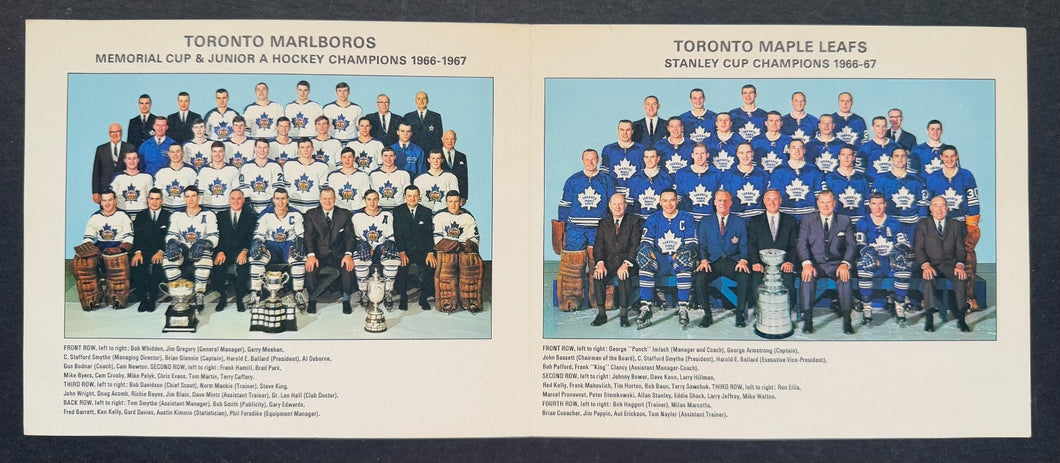 TORONTO MARLBOROS
MEMORIAL CUP & JUNIOR A HOCKEY CHAMPIONS 1966-1967
FRONT ROW, left to right: Bob Whidden, Jim Gregory (General Manager), Gerry Meehan,
C. Stafford Smythe (Managing Director), Brian Glennie (Captain), Harold E. Ballard (President), Al Osborne,
Gus Bodnar (Coach), Cam Newton. SECOND ROW, left to right: Frank Hamill, Brad Park,
Mike Byers, Cam Crosby, Mike Pelyk, Chris Evans, Tom Martin, Terry Caffery.
THIRD ROW, left to right: Bob Davidson (Chief Scout), Norm Mackie (Trainer), Steve King,
John Wright, Doug Acomb, Richie Bayes, Jim Blair, Dave Mintz (Assistant Trainer), Dr. Leo Hall (Club Doctor).
BACK ROW, left to right: Tom Smythe (Assistant Manager), Bob Smith (Publicity), Gary Edwards,
Fred Barrett, Ken Kelly, Gord Davies, Austin Kimmie (Statistician), Phil Forsdike (Equipment Manager).
TORONTO MAPLE LEAFS
STANLEY CUP CHAMPIONS 1966-67
FRONT ROW, left to right: George "Punch" Imlach (Manager and Coach), George Armstrong (Captain),
John Bassett (Chairman of the Board), C. Stafford Smythe (President), Harold E. Ballard (Executive Vice-President),
Bob Pulford, Frank "King" Clancy (Assistant Manager-Coach).
SECOND ROW, left to right: Johnny Bower, Dave Keon, Larry Hillman,
Red Kelly, Frank Mahovlich, Tim Horton, Bob Baun, Terry Sawchuk. THIRD ROW, left to right: Ron Ellis,
Marcel Pronovost, Peter Stemkowski, Allan Stanley, Eddie Shack, Larry Jeffrey, Mike Walton.
FOURTH ROW, left to right: Bob Haggert (Trainer), Milan Marcetta,
Brian Conacher, Jim Pappin, Aut Erickson, Tom Nayler (Assistant Trainer).